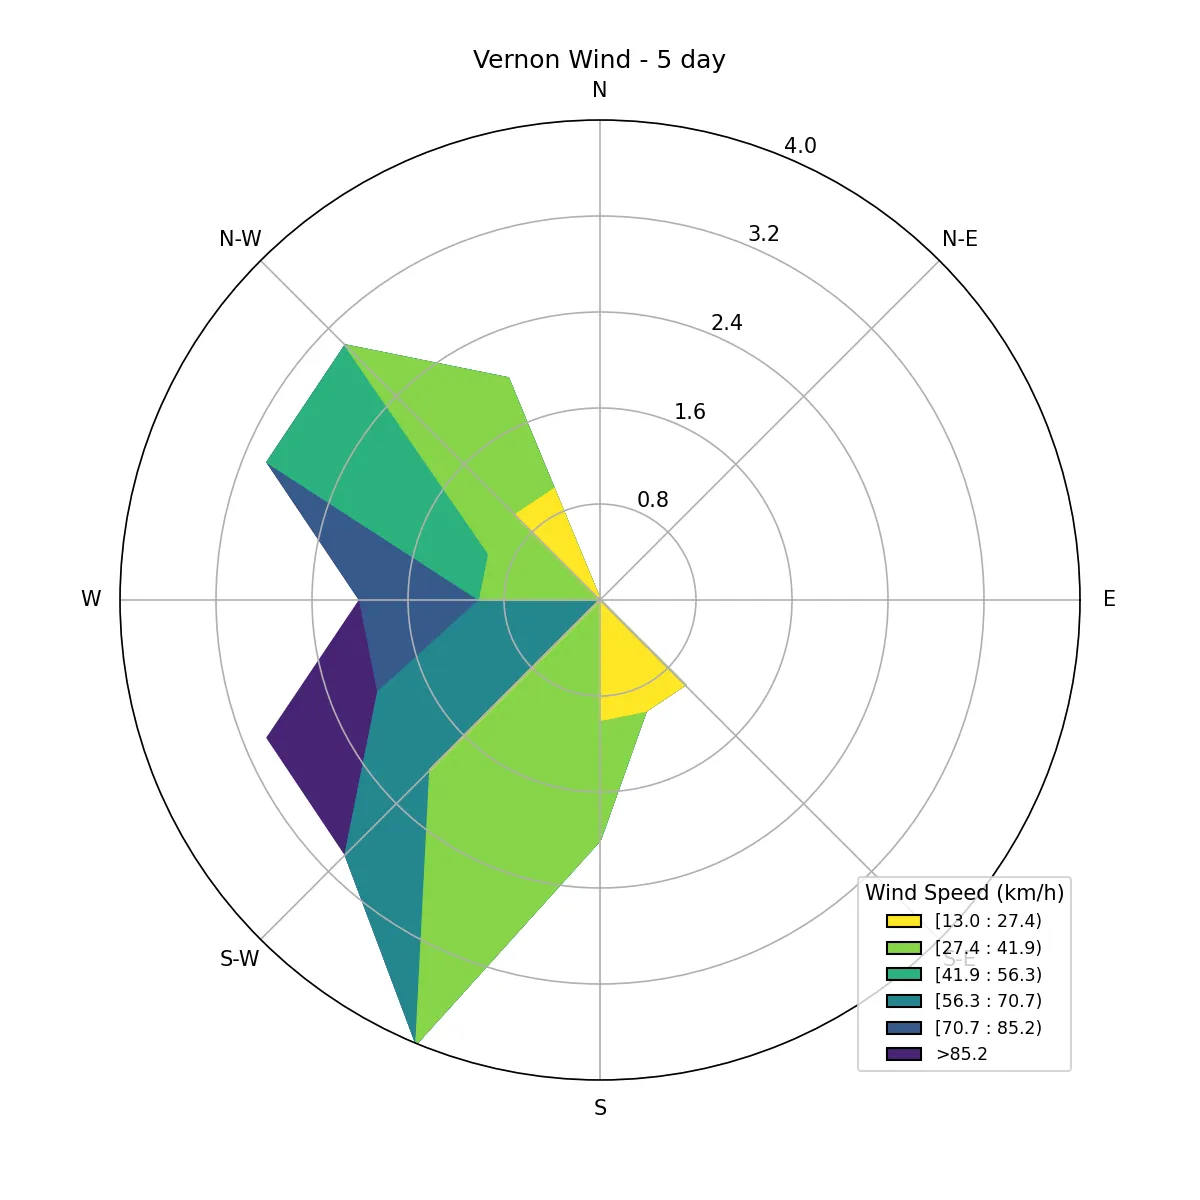 Vernon Wind - 5 day
N
4.0
N-W
3.2
N-E
2.4
1.6
0.8
W
E
Wind Speed (km/h)
[13.0 : 27.4)
[27.4 : 41.9)
[41.9 : 56.3)
[56.3 : 70.7)
[70.7 : 85.2)
>85.2
S-W
S-E
S